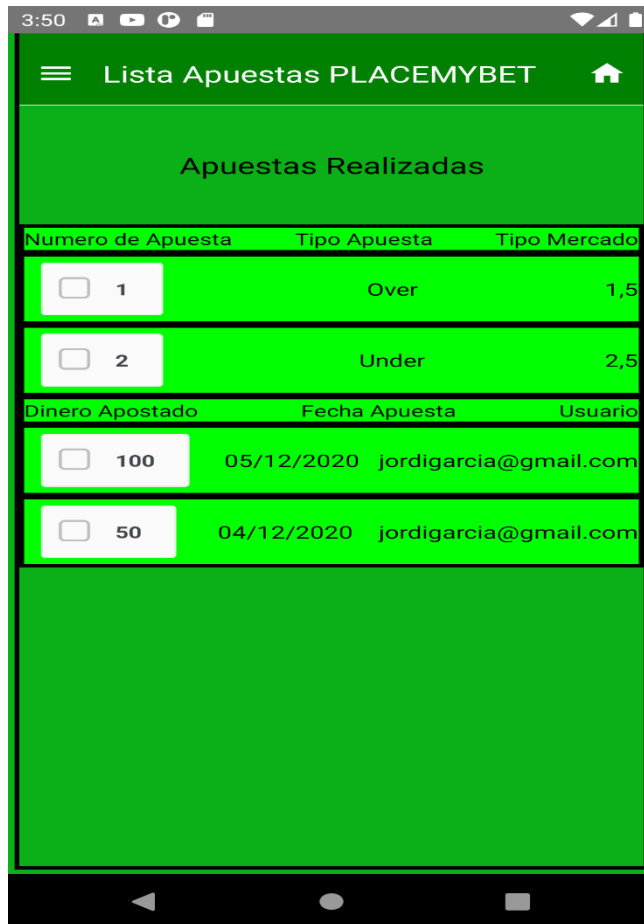 3:50
Lista Apuestas PLACEMYBET
Apuestas Realizadas
Numero de Apuesta Tipo Apuesta Tipo Mercado
1 Over 1,5
2 Under 2,5
Dinero Apostado Fecha Apuesta Usuario
100 05/12/2020 jordigarcia@gmail.com
50 04/12/2020 jordigarcia@gmail.com